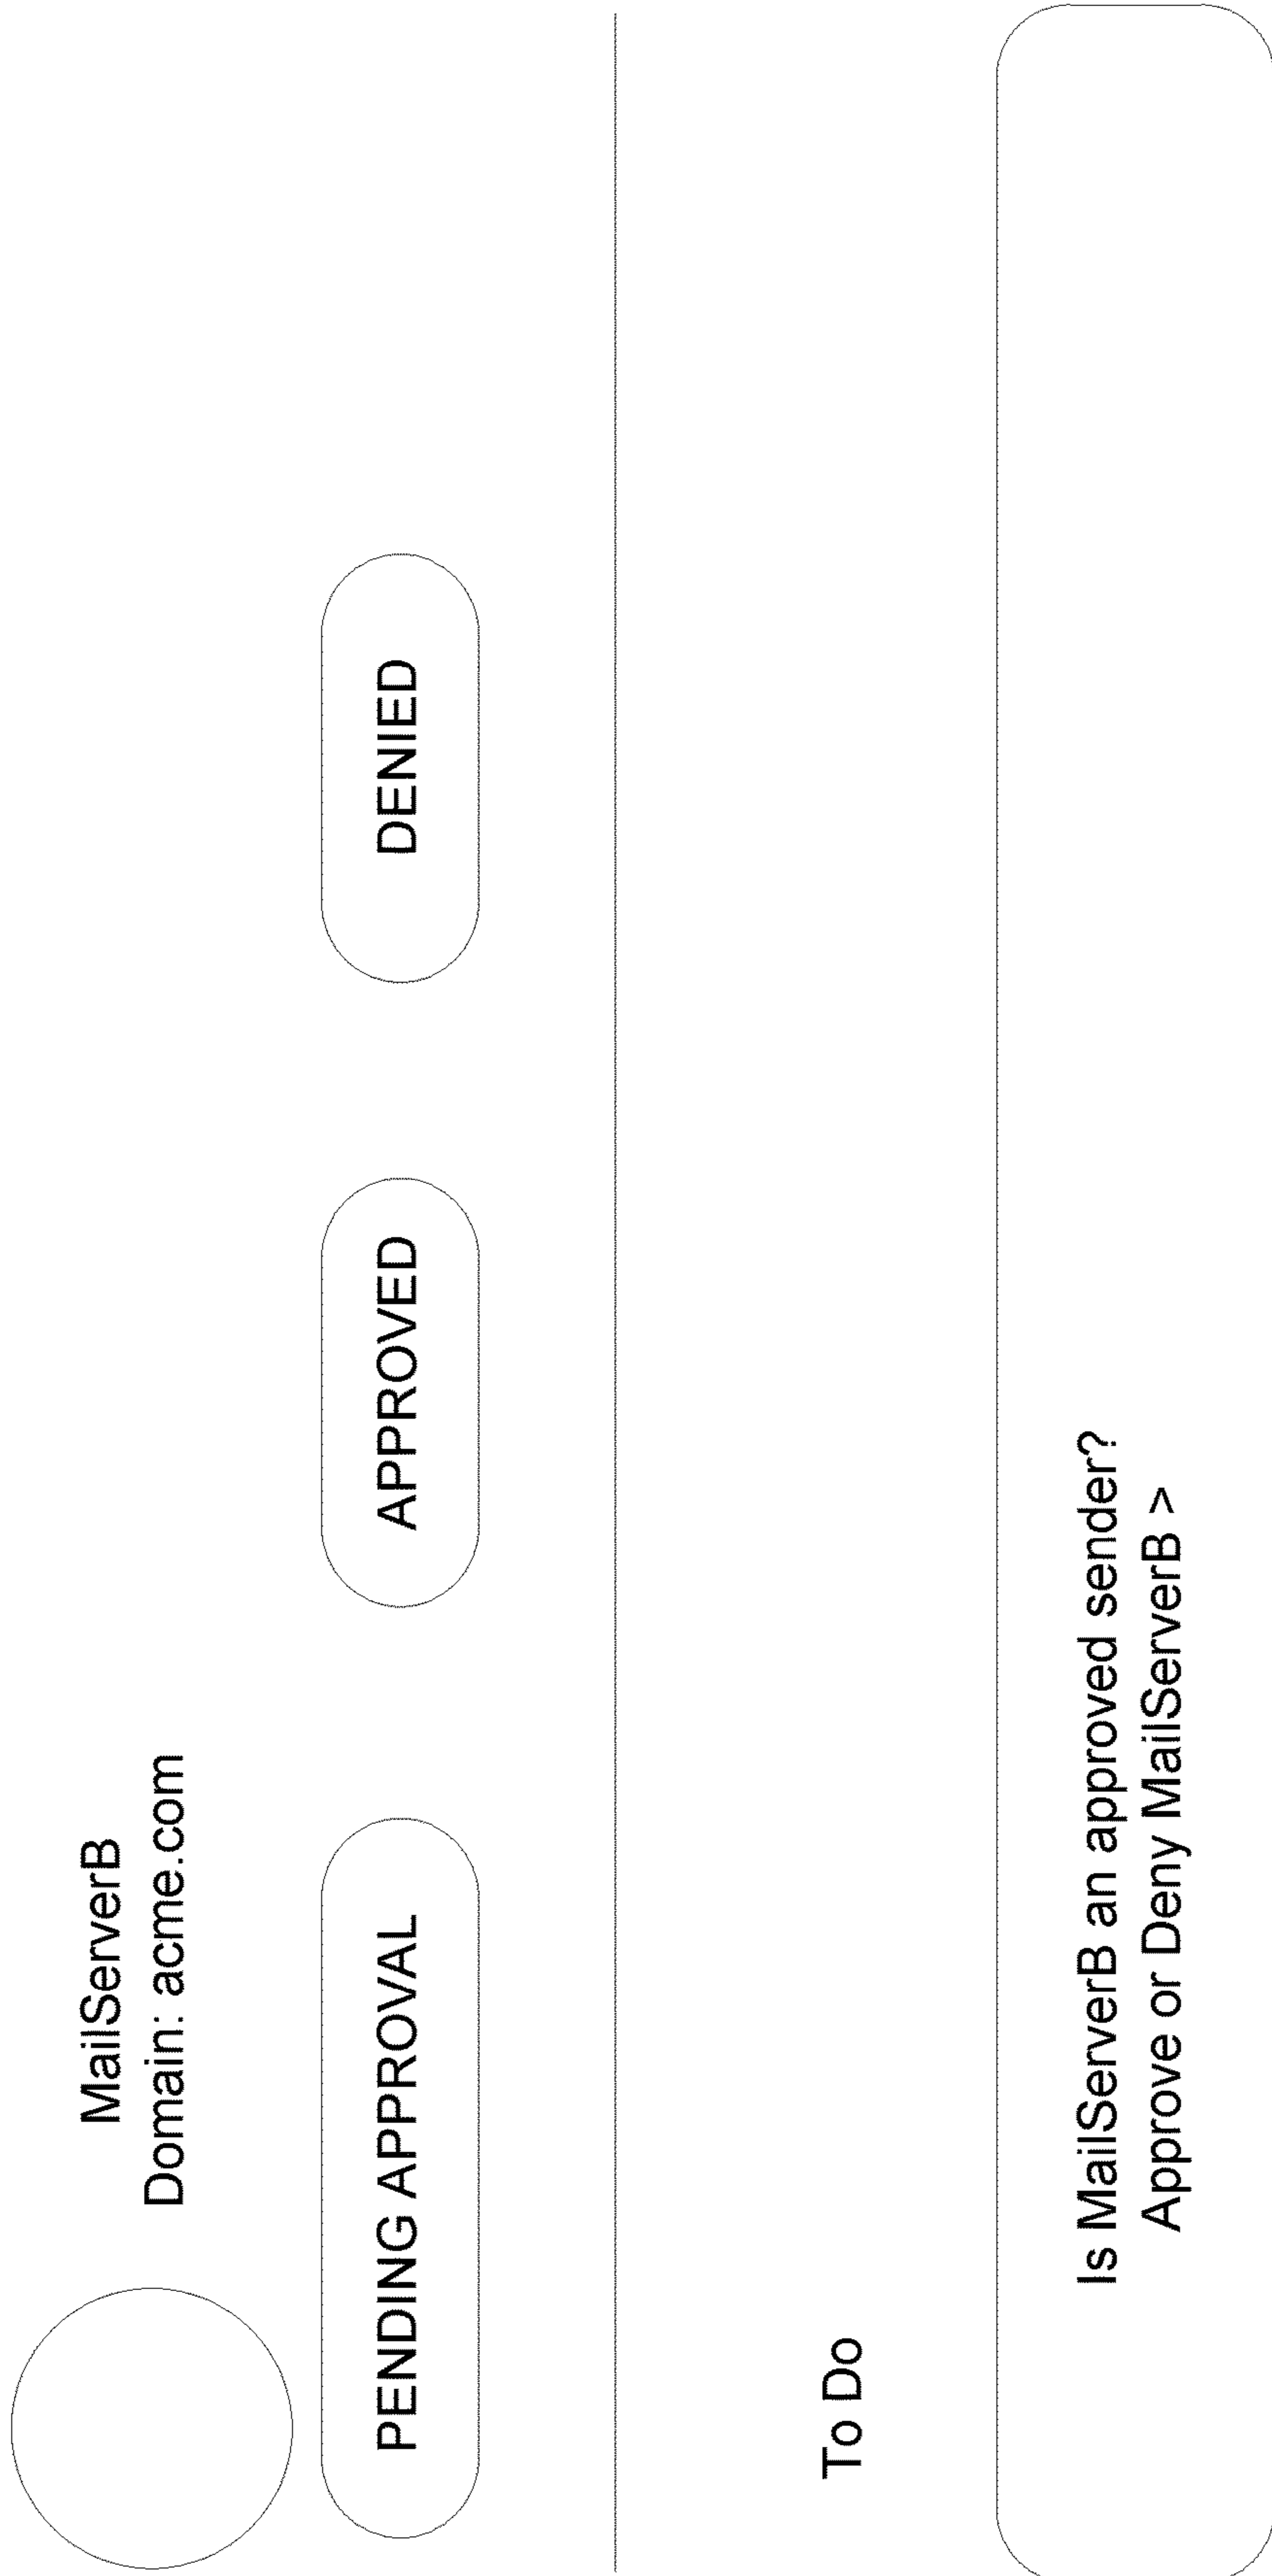 MailServerB
Domain: acme.com
PENDING APPROVAL
APPROVED
DENIED
To Do
Is MailServerB an approved sender?
Approve or Deny MailServerB >